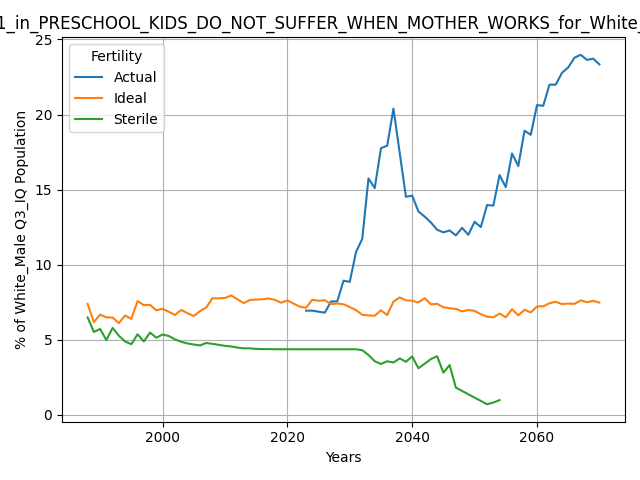 1_in_PRESCHOOL_KIDS_DO_NOT_SUFFER_WHEN_MOTHER_WORKS_for_White_
Fertility
Actual
Ideal
Sterile
% of White_Male Q3_IQ Population
25
20
15
10
5
0
2000 2020 2040 2060
Years